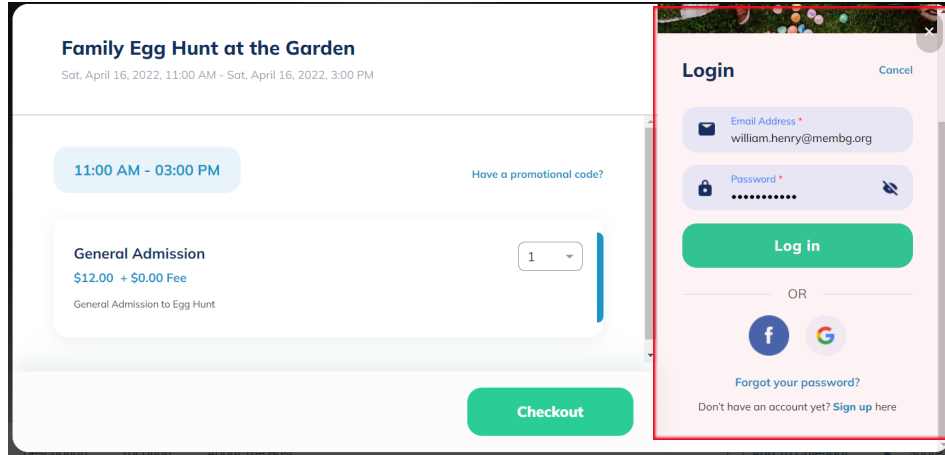 Family Egg Hunt at the Garden
Sat, April 16, 2022, 11:00 AM - Sat, April 16, 2022, 3:00 PM
11:00 AM - 03:00 PM
Have a promotional code?
General Admission
1
$12.00 + $0.00 Fee
General Admission to Egg Hunt
Checkout
Login
Cancel
Email Address *
william.henry@membg.org
Password *
•••••••••••
Log in
OR
f
G
Forgot your password?
Don't have an account yet? Sign up here